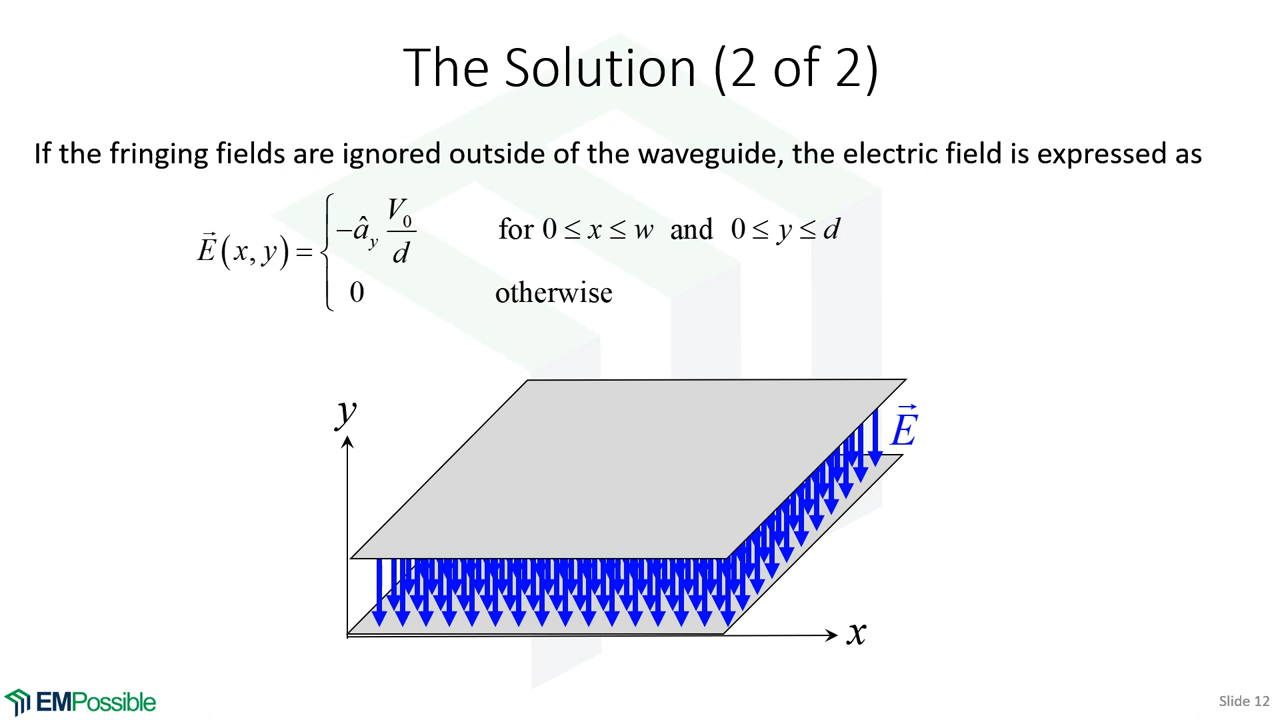 The Solution (2 of 2)
If the fringing fields are ignored outside of the waveguide, the electric field is expressed as
E⃗(x, y) = { −â_y V₀/d for 0 ≤ x ≤ w and 0 ≤ y ≤ d
0 otherwise
y
E⃗
x
EMPossible
Slide 12